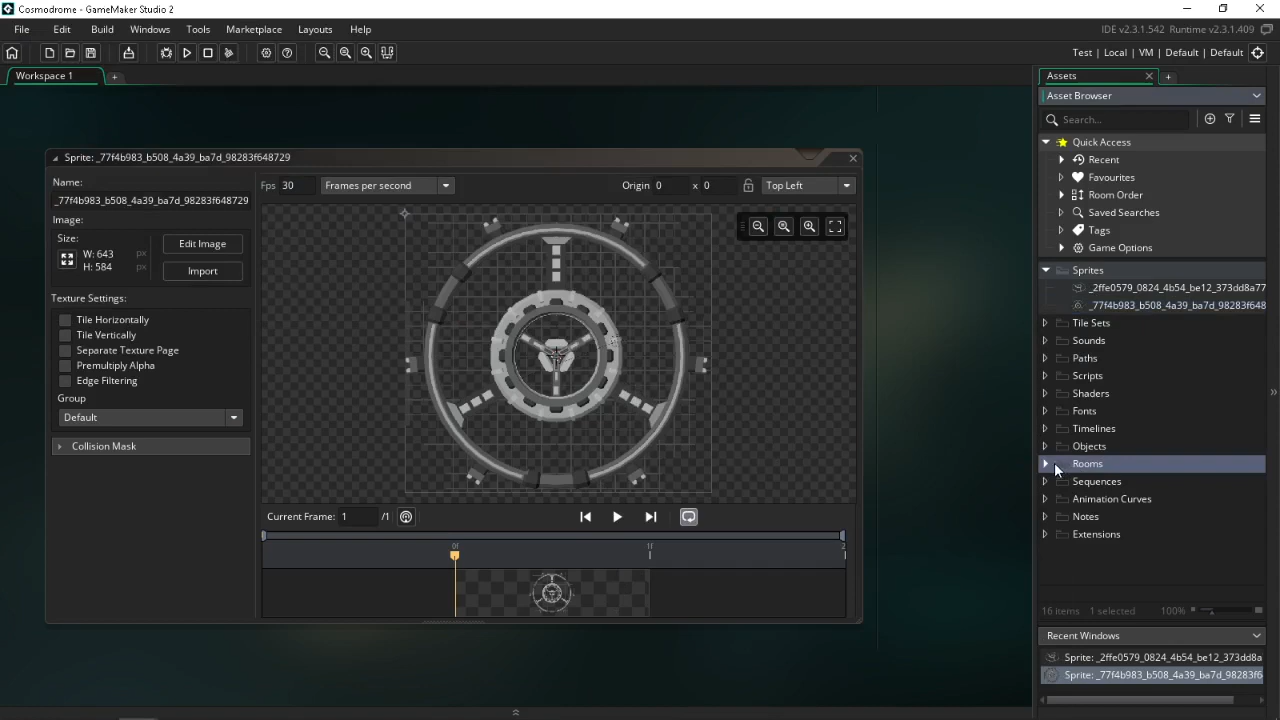 Cosmodrome - GameMaker Studio 2
File Edit Build Windows Tools Marketplace Layouts Help
IDE v2.3.1.542 Runtime v2.3.1.409
Test | Local | VM | Default | Default
Workspace 1
Assets
Asset Browser
Search...
Quick Access
Recent
Favourites
Room Order
Saved Searches
Tags
Game Options
Sprites
_2ffe0579_0824_4b54_be12_373dd8a77
_77f4b983_b508_4a39_ba7d_98283f648
Tile Sets
Sounds
Paths
Scripts
Shaders
Fonts
Timelines
Objects
Rooms
Sequences
Animation Curves
Notes
Extensions
16 items 1 selected 100%
Recent Windows
Sprite: _2ffe0579_0824_4b54_be12_373dd8a
Sprite: _77f4b983_b508_4a39_ba7d_98283f6
Sprite: _77f4b983_b508_4a39_ba7d_98283f648729
Name:
_77f4b983_b508_4a39_ba7d_98283f648729
Image:
Size:
W: 643 px
H: 584 px
Edit Image
Import
Texture Settings:
Tile Horizontally
Tile Vertically
Separate Texture Page
Premultiply Alpha
Edge Filtering
Group
Default
Collision Mask
Fps 30 Frames per second
Origin 0 x 0 Top Left
Current Frame: 1 /1
0f 1f 2